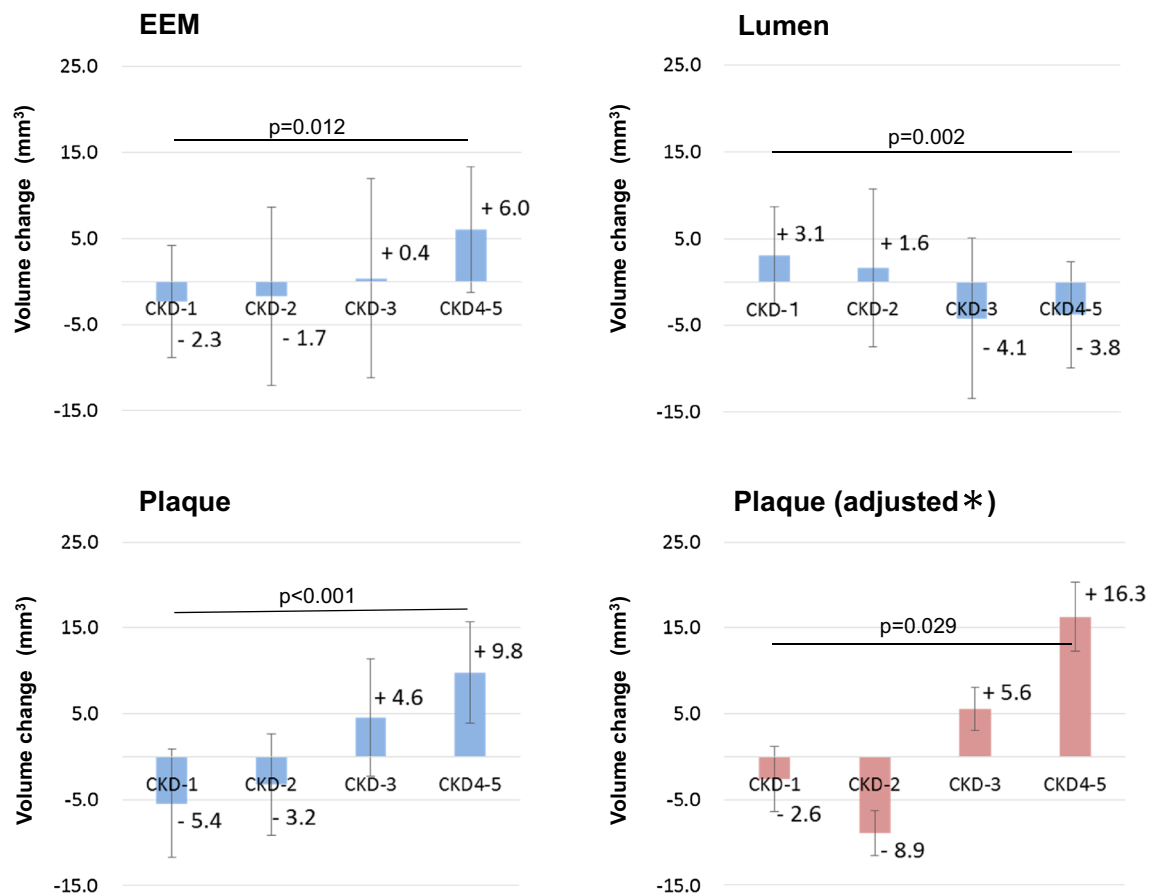 EEM
Volume change (mm³)
25.0
15.0
5.0
-5.0
-15.0
p=0.012
+ 6.0
+ 0.4
CKD-1 CKD-2 CKD-3 CKD4-5
- 2.3
- 1.7
Lumen
Volume change (mm³)
25.0
15.0
5.0
-5.0
-15.0
p=0.002
+ 3.1
+ 1.6
CKD-1 CKD-2 CKD-3 CKD4-5
- 4.1
- 3.8
Plaque
Volume change (mm³)
25.0
15.0
5.0
-5.0
-15.0
p<0.001
+ 9.8
+ 4.6
CKD-1 CKD-2 CKD-3 CKD4-5
- 5.4
- 3.2
Plaque (adjusted＊)
Volume change (mm³)
25.0
15.0
5.0
-5.0
-15.0
+ 16.3
p=0.029
+ 5.6
CKD-1 CKD-2 CKD-3 CKD4-5
- 2.6
- 8.9